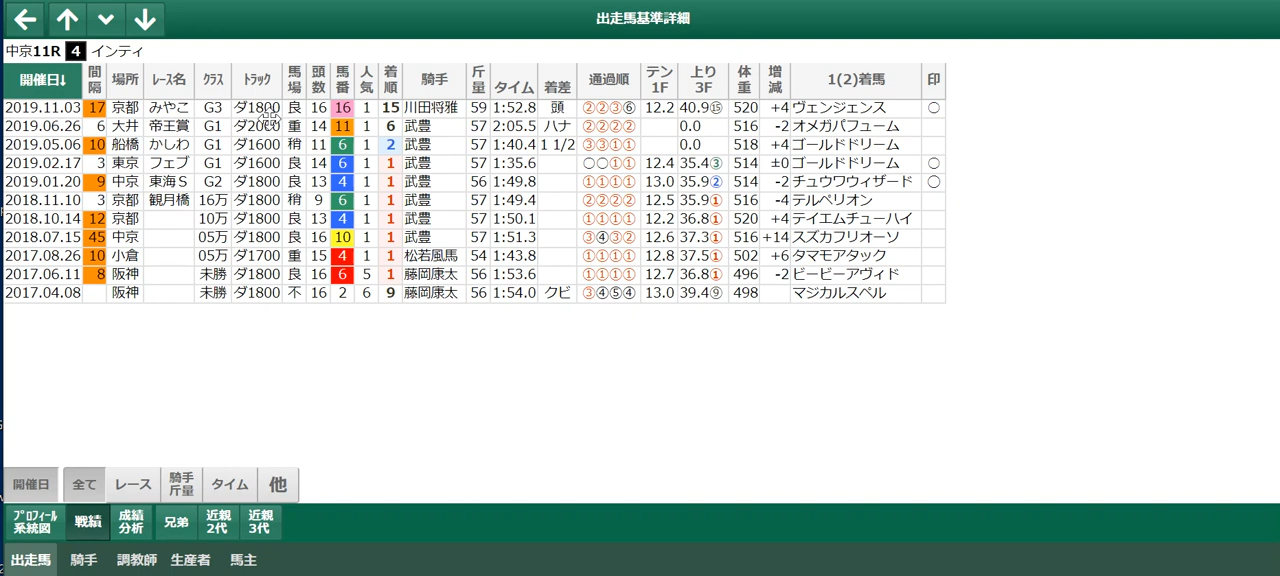 出走馬基準詳細
中京11R 4 インティ
開催日↓ 間隔 場所 ﾚｰｽ名 ｸﾗｽ ﾄﾗｯｸ 馬場 頭数 馬番 人気 着順 騎手 斤量 タイム 着差 通過順 テン1F 上り3F 体重 増減 1(2)着馬 印
2019.11.03 17 京都 みやこ G3 ダ1800 良 16 16 1 15 川田将雅 59 1:52.8 頭 ②②③⑥ 12.2 40.9⑮ 520 +4 ヴェンジェンス ○
2019.06.26 6 大井 帝王賞 G1 ダ2000 重 14 11 1 6 武豊 57 2:05.5 ハナ ②②②② 0.0 516 -2 オメガパフューム
2019.05.06 10 船橋 かしわ G1 ダ1600 稍 11 6 1 2 武豊 57 1:40.4 1 1/2 ③③①① 0.0 518 +4 ゴールドドリーム
2019.02.17 3 東京 フェブ G1 ダ1600 良 14 6 1 1 武豊 57 1:35.6 ○○①① 12.4 35.4③ 514 ±0 ゴールドドリーム ○
2019.01.20 9 中京 東海Ｓ G2 ダ1800 良 13 4 1 1 武豊 56 1:49.8 ①①①① 13.0 35.9② 514 -2 チュウワウィザード ○
2018.11.10 3 京都 観月橋 16万 ダ1800 稍 9 6 1 1 武豊 57 1:49.4 ②②②② 12.5 35.9① 516 -4 テルペリオン
2018.10.14 12 京都 10万 ダ1800 良 13 4 1 1 武豊 57 1:50.1 ①①①① 12.2 36.8① 520 +4 テイエムチューハイ
2018.07.15 45 中京 05万 ダ1800 良 16 10 1 1 武豊 57 1:51.3 ③④③② 12.6 37.3① 516 +14 スズカフリオーソ
2017.08.26 10 小倉 05万 ダ1700 重 15 4 1 1 松若風馬 54 1:43.8 ①①①① 12.8 37.5① 502 +6 タマモアタック
2017.06.11 8 阪神 未勝 ダ1800 良 16 6 5 1 藤岡康太 56 1:53.6 ①①①① 12.7 36.8① 496 -2 ビービーアヴィド
2017.04.08 阪神 未勝 ダ1800 不 16 2 6 9 藤岡康太 56 1:54.0 クビ ③④⑤④ 13.0 39.4⑨ 498 マジカルスペル
開催日 全て レース 騎手斤量 タイム 他
ﾌﾟﾛﾌｨｰﾙ系統図 戦績 成績分析 兄弟 近親2代 近親3代
出走馬 騎手 調教師 生産者 馬主